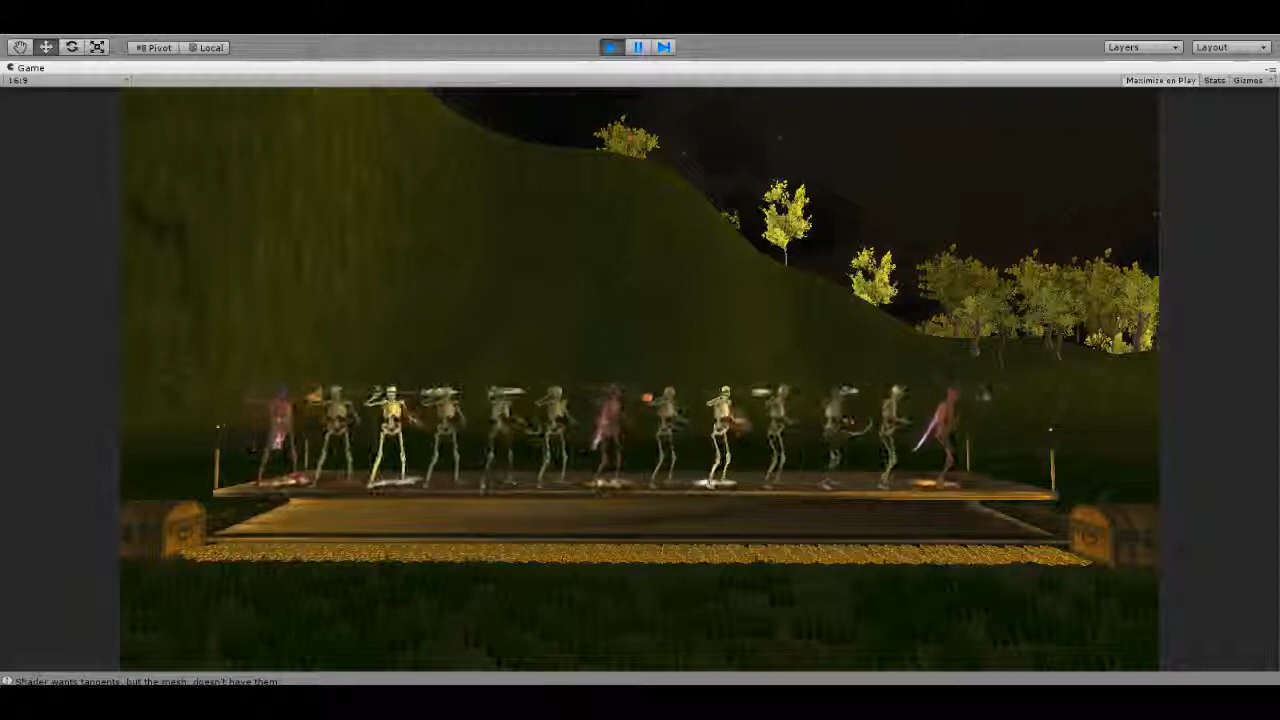 Pivot Local Layers Layout
Game
16:9 Maximize on Play Stats Gizmos
Shader wants tangents, but the mesh, doesn't have them